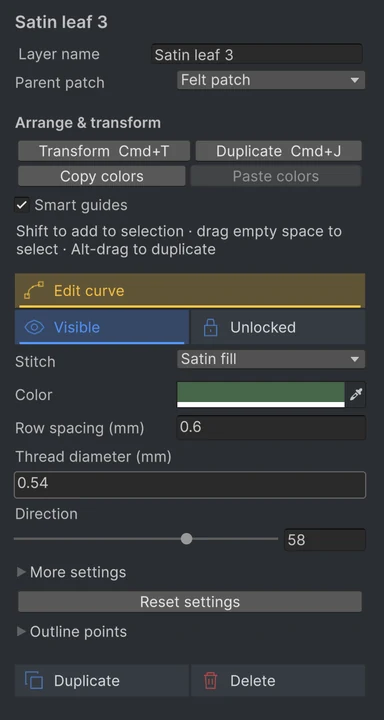 Satin leaf 3
Layer name Satin leaf 3
Parent patch Felt patch
Arrange & transform
Transform Cmd+T Duplicate Cmd+J
Copy colors Paste colors
Smart guides
Shift to add to selection · drag empty space to
select · Alt-drag to duplicate
Edit curve
Visible Unlocked
Stitch Satin fill
Color
Row spacing (mm) 0.6
Thread diameter (mm)
0.54
Direction
58
More settings
Reset settings
Outline points
Duplicate Delete